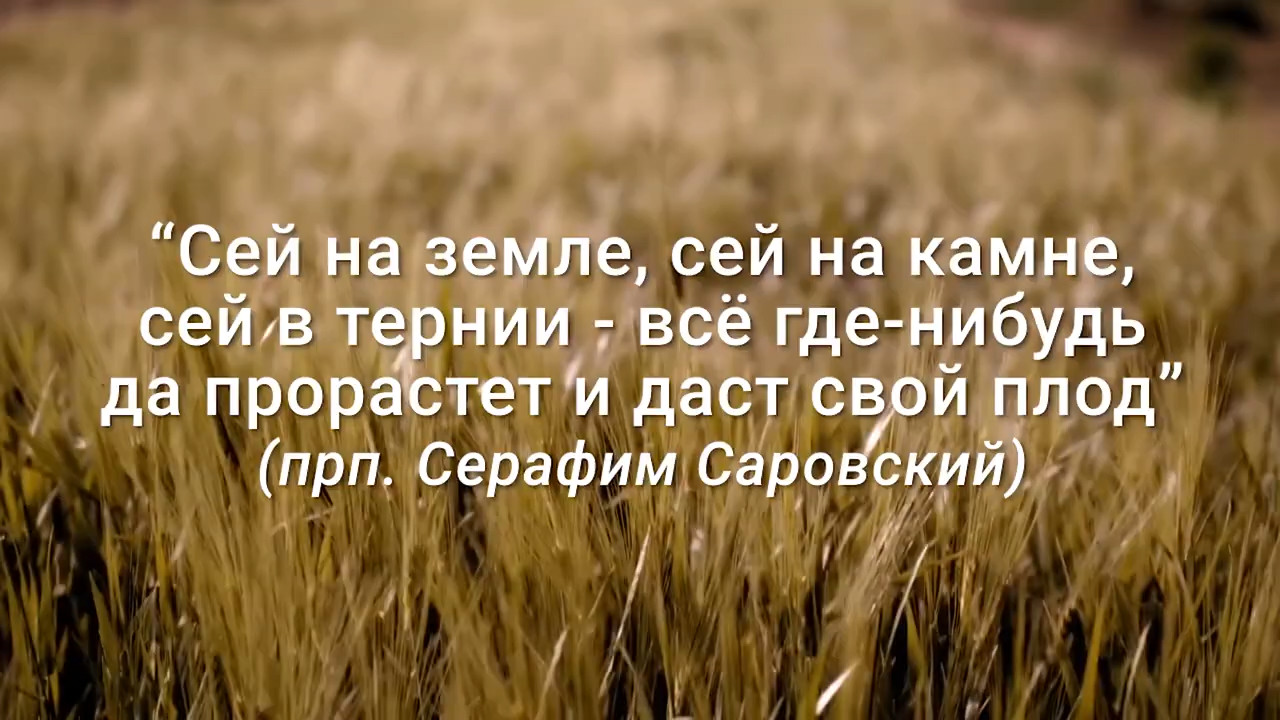 “Сей на земле, сей на камне,
сей в тернии - всё где-нибудь
да прорастет и даст свой плод”
(прп. Серафим Саровский)